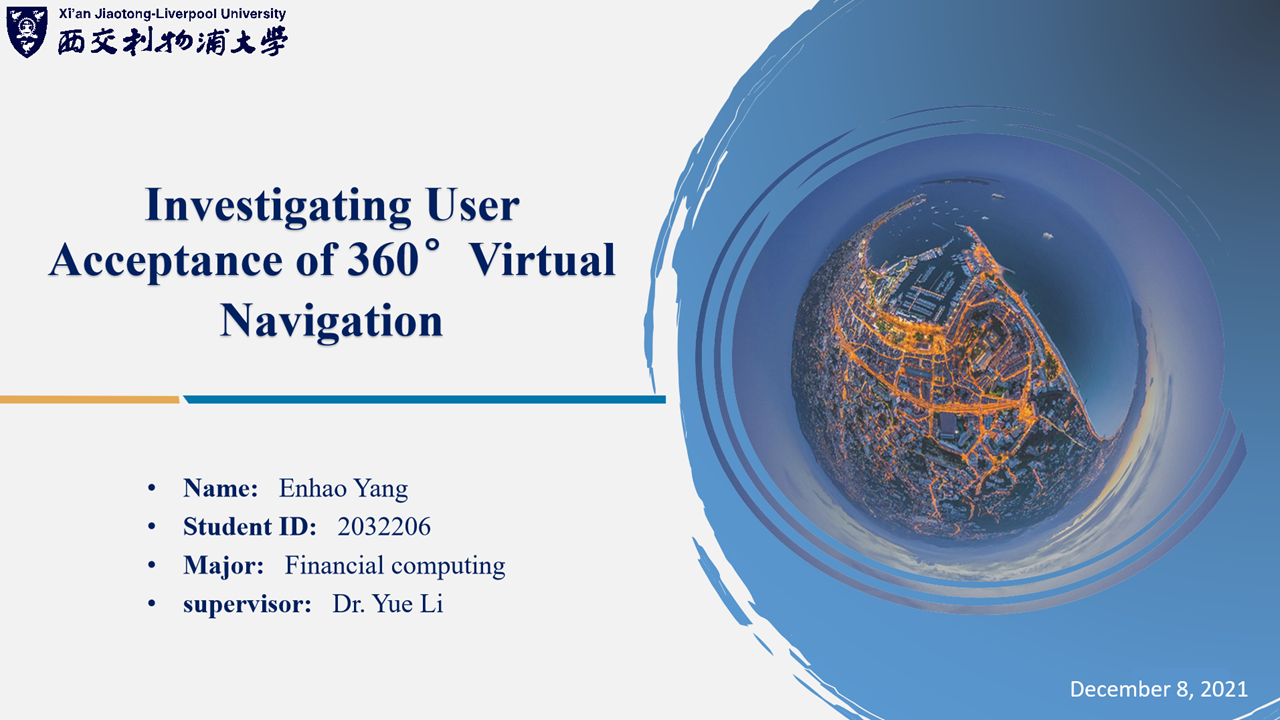 Xi'an Jiaotong-Liverpool University
西交利物浦大學
Investigating User
Acceptance of 360° Virtual
Navigation
• Name: Enhao Yang
• Student ID: 2032206
• Major: Financial computing
• supervisor: Dr. Yue Li
December 8, 2021